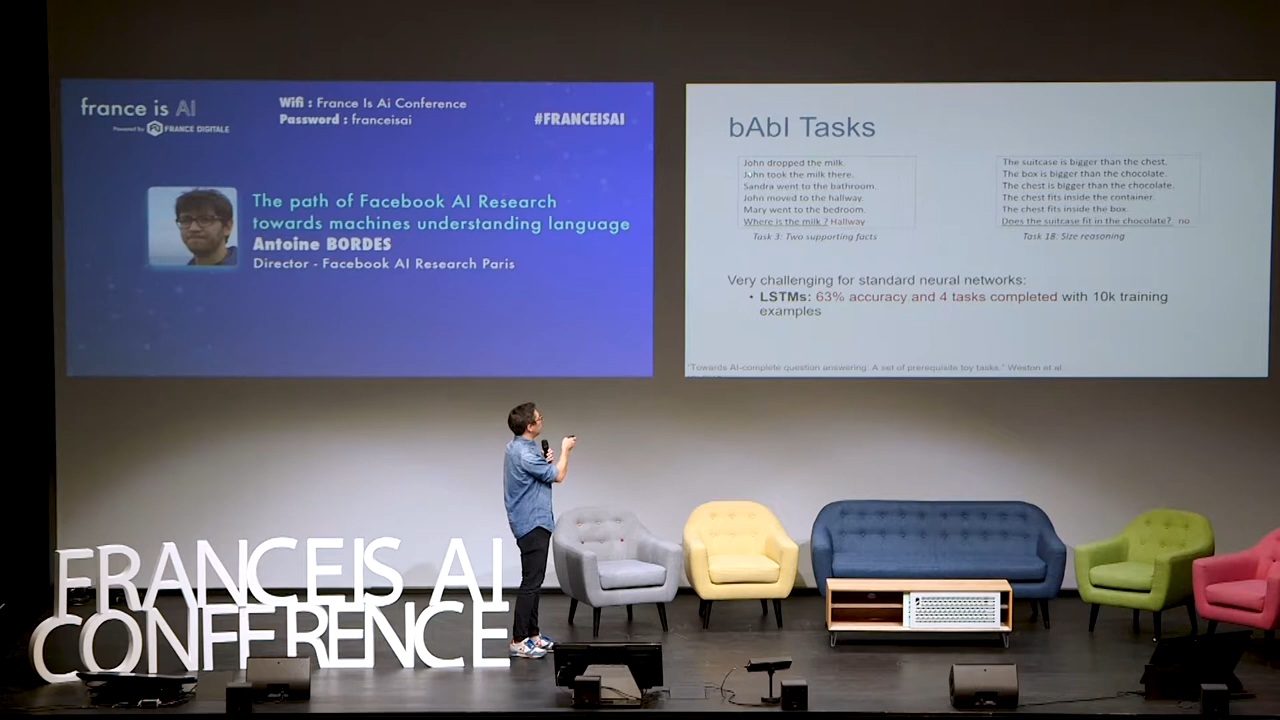 france is AI
Powered by FRANCE DIGITALE
Wifi : France Is Ai Conference
Password : franceisai
#FRANCEISAI
The path of Facebook AI Research
towards machines understanding language
Antoine BORDES
Director - Facebook AI Research Paris
bAbI Tasks
John dropped the milk.
John took the milk there.
Sandra went to the bathroom.
John moved to the hallway.
Mary went to the bedroom.
Where is the milk ? Hallway
Task 3: Two supporting facts
The suitcase is bigger than the chest.
The box is bigger than the chocolate.
The chest is bigger than the chocolate.
The chest fits inside the container.
The chest fits inside the box.
Does the suitcase fit in the chocolate? no
Task 18: Size reasoning
Very challenging for standard neural networks:
• LSTMs: 63% accuracy and 4 tasks completed with 10k training
examples
"Towards AI-complete question answering: A set of prerequisite toy tasks." Weston et al.
FRANCE IS AI
CONFERENCE